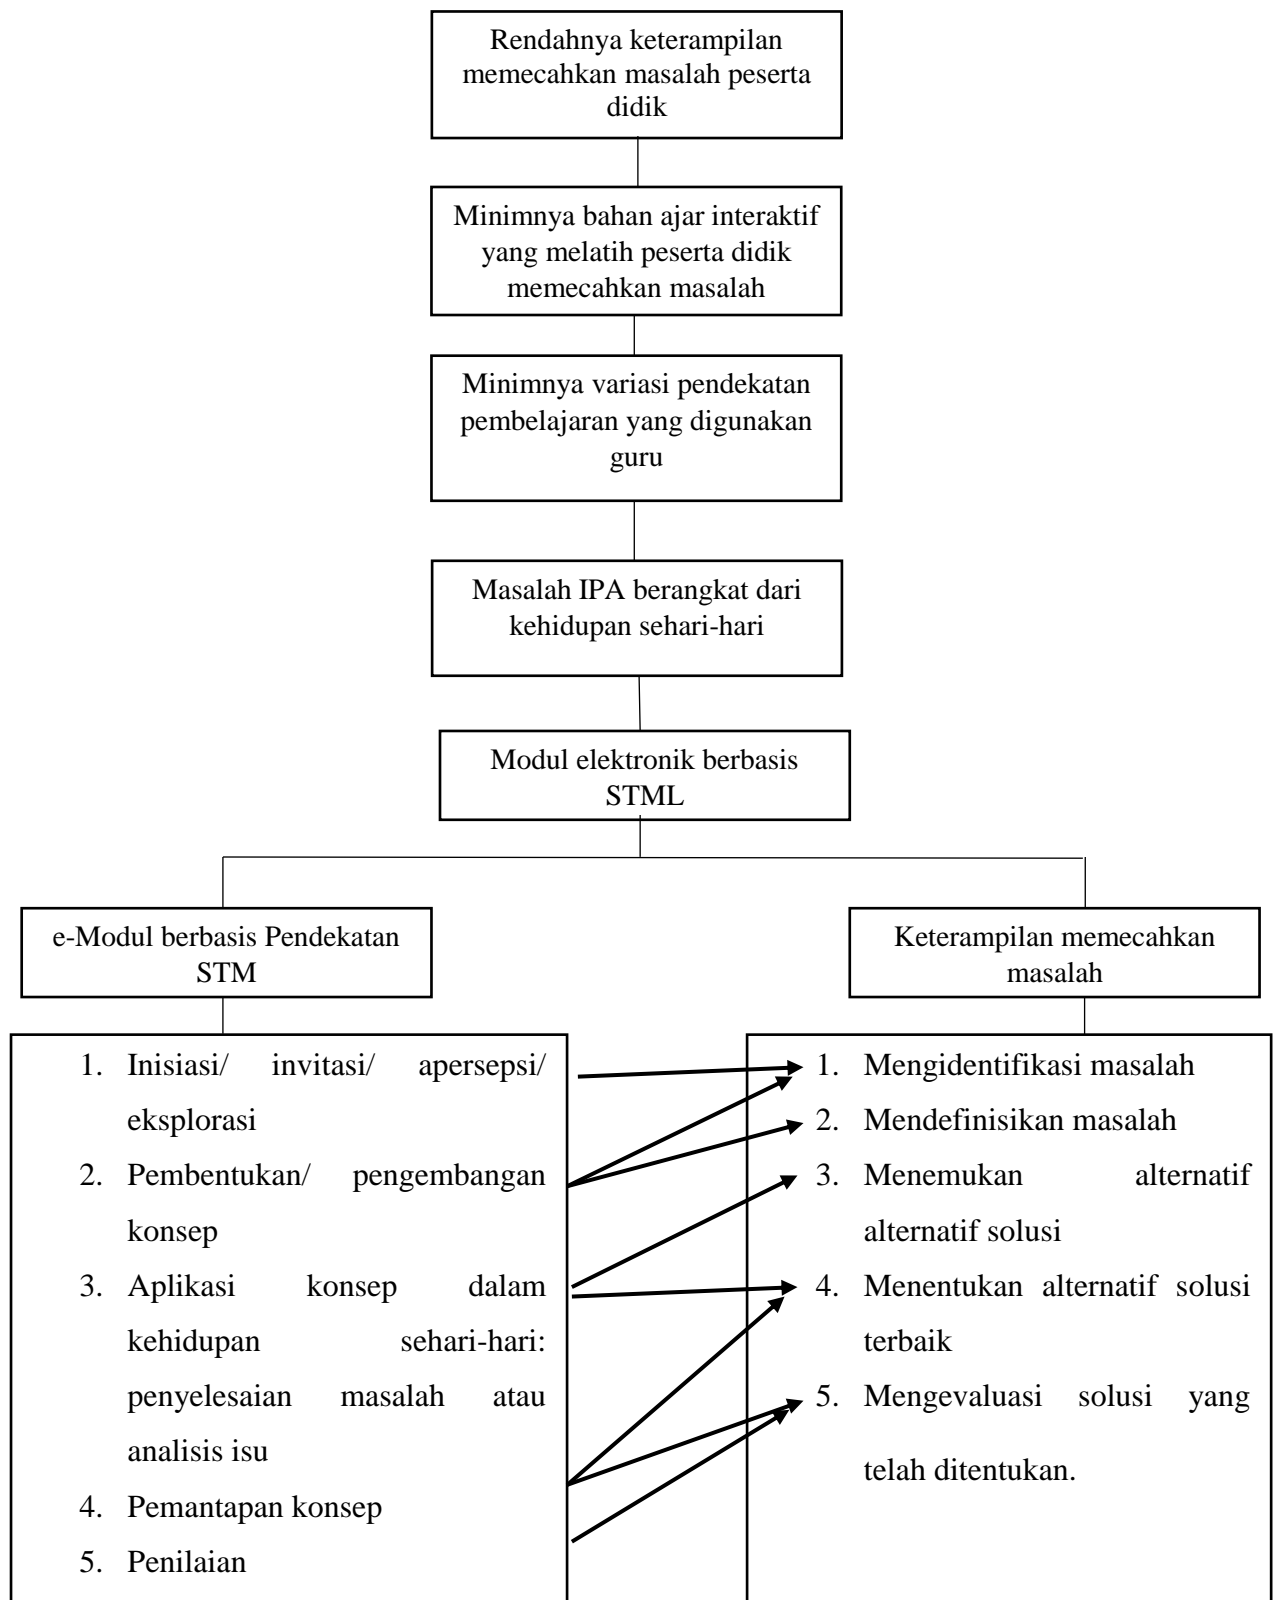 Rendahnya keterampilan
memecahkan masalah peserta
didik
Minimnya bahan ajar interaktif
yang melatih peserta didik
memecahkan masalah
Minimnya variasi pendekatan
pembelajaran yang digunakan
guru
Masalah IPA berangkat dari
kehidupan sehari-hari
Modul elektronik berbasis
STML
e-Modul berbasis Pendekatan
STM
Keterampilan memecahkan
masalah
1. Inisiasi/ invitasi/ apersepsi/
eksplorasi
2. Pembentukan/ pengembangan
konsep
3. Aplikasi konsep dalam
kehidupan sehari-hari:
penyelesaian masalah atau
analisis isu
4. Pemantapan konsep
5. Penilaian
1. Mengidentifikasi masalah
2. Mendefinisikan masalah
3. Menemukan alternatif
alternatif solusi
4. Menentukan alternatif solusi
terbaik
5. Mengevaluasi solusi yang
telah ditentukan.